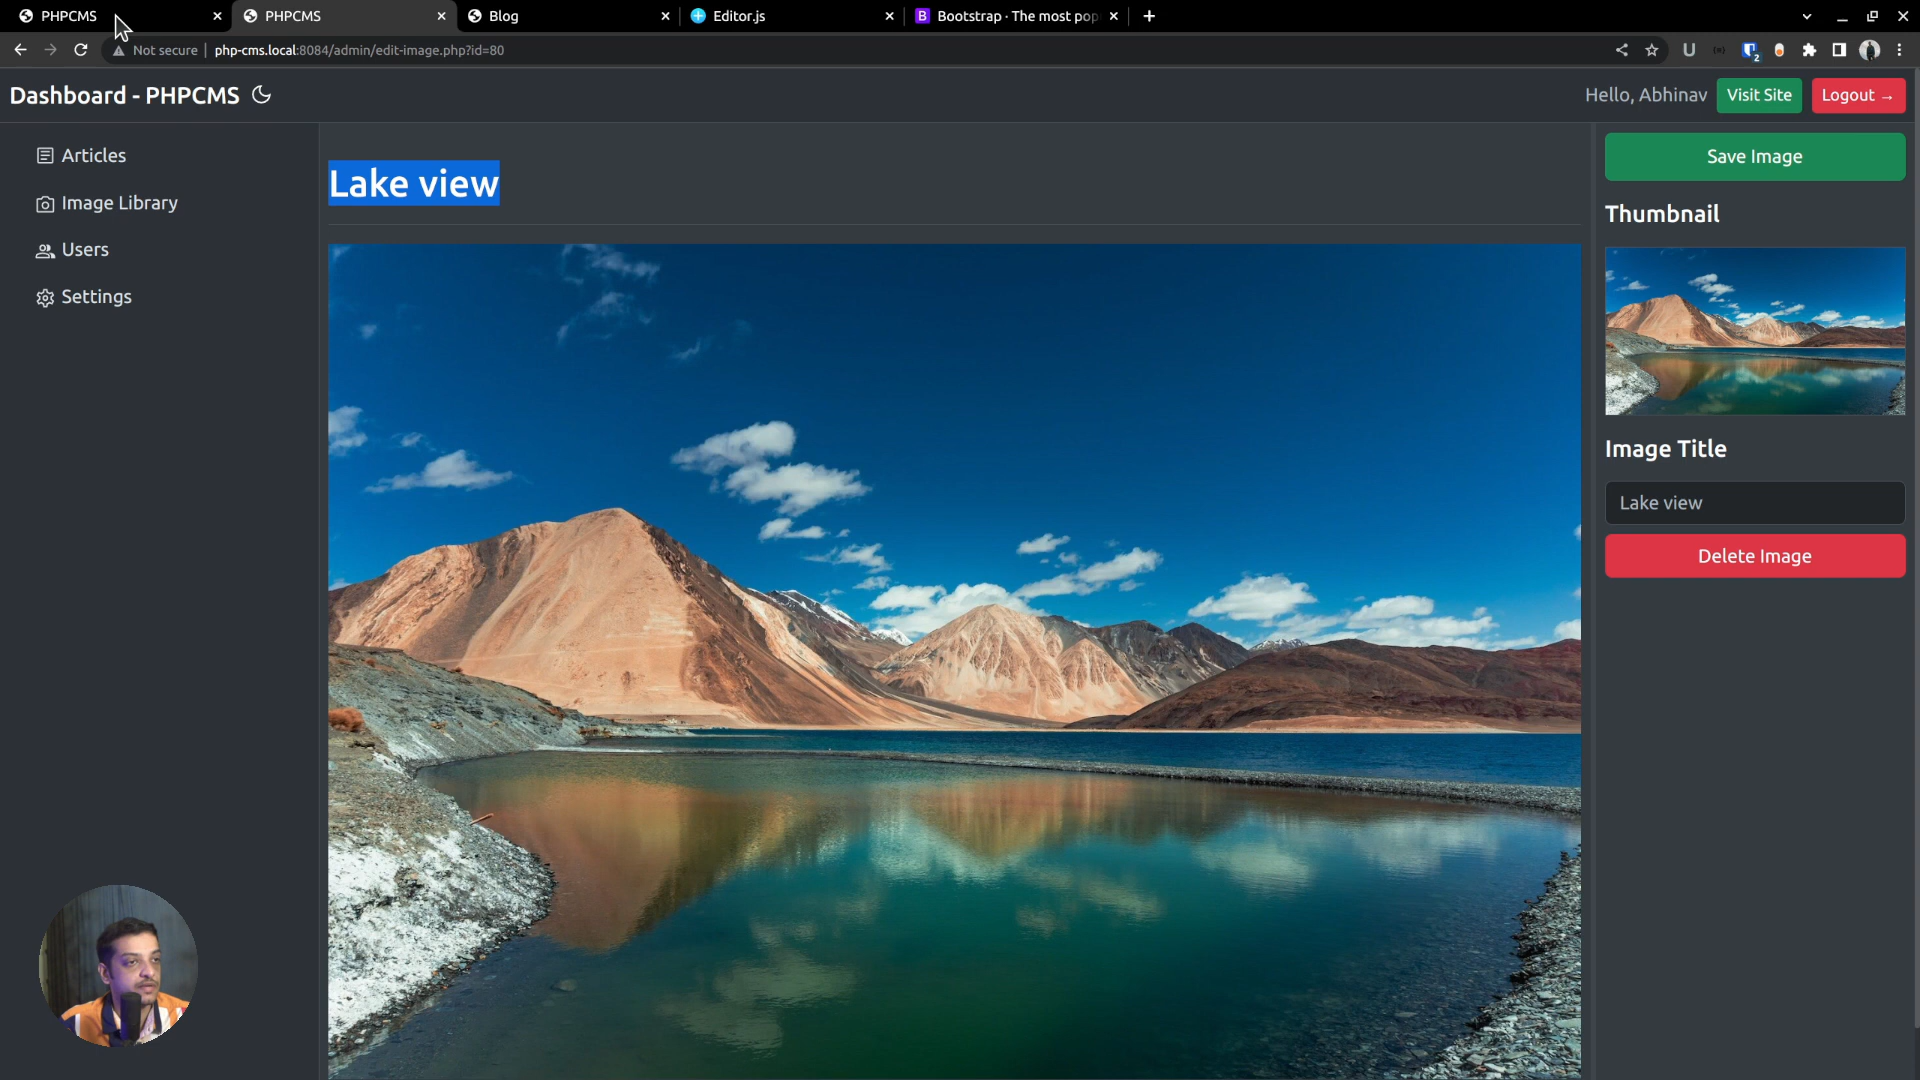 PHPCMS
PHPCMS
Blog
Editor.js
Bootstrap · The most pop
Not secure
php-cms.local:8084/admin/edit-image.php?id=80
U
2
Dashboard - PHPCMS
Hello, Abhinav
Visit Site
Logout →
Articles
Image Library
Users
Settings
Lake view
Save Image
Thumbnail
Image Title
Lake view
Delete Image